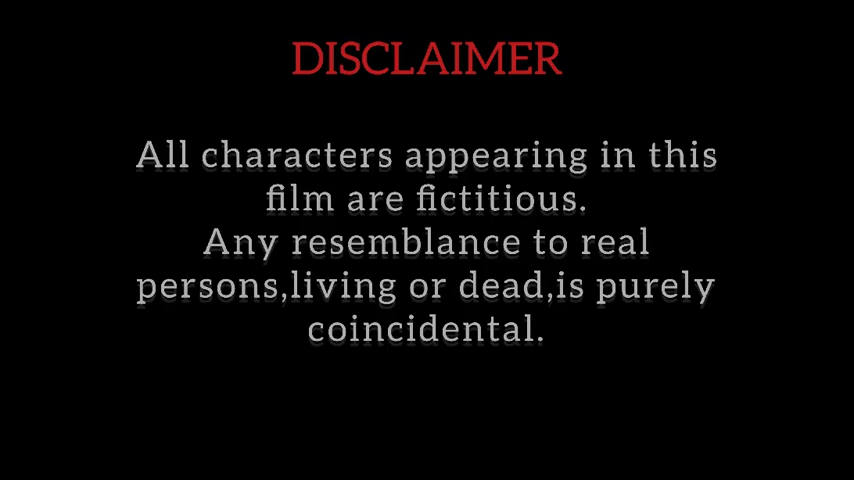 DISCLAIMER
All characters appearing in this
film are fictitious.
Any resemblance to real
persons,living or dead,is purely
coincidental.